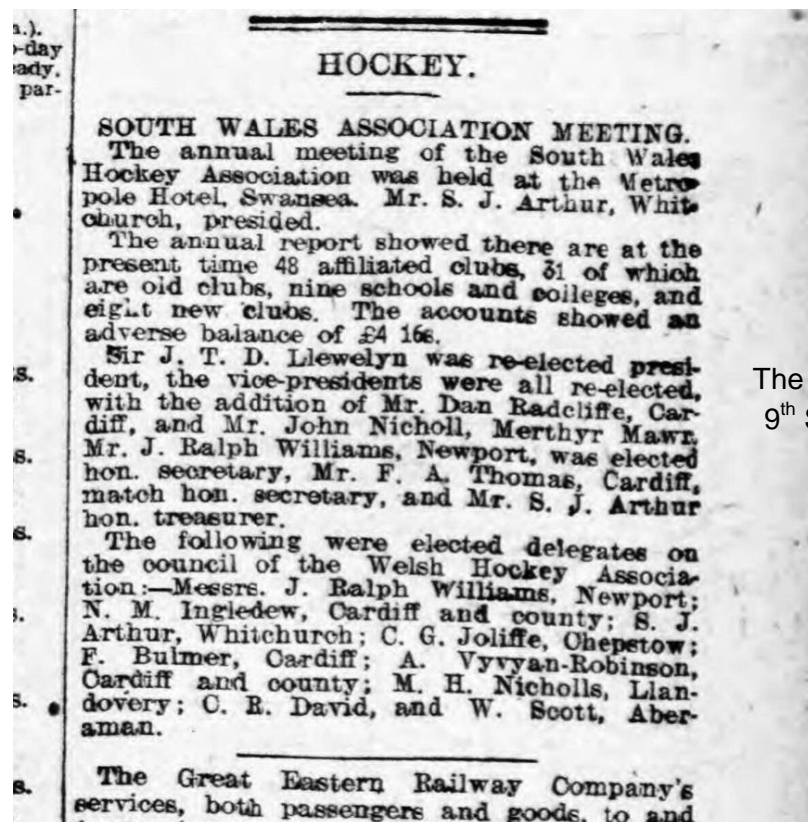 a.).
o-day
eady.
par-
HOCKEY.
SOUTH WALES ASSOCIATION MEETING.
The annual meeting of the South Wales
Hockey Association was held at the Metro-
pole Hotel, Swansea. Mr. S. J. Arthur, Whit-
church, presided.
The annual report showed there are at the
present time 48 affiliated clubs, 31 of which
are old clubs, nine schools and colleges, and
eight new clubs. The accounts showed an
adverse balance of £4 16s.
Sir J. T. D. Llewelyn was re-elected presi-
dent, the vice-presidents were all re-elected,
with the addition of Mr. Dan Radcliffe, Car-
diff, and Mr. John Nicholl, Merthyr Mawr.
Mr. J. Ralph Williams, Newport, was elected
hon. secretary, Mr. F. A. Thomas, Cardiff,
match hon. secretary, and Mr. S. J. Arthur
hon. treasurer.
The following were elected delegates on
the council of the Welsh Hockey Associa-
tion:—Messrs. J. Ralph Williams, Newport;
N. M. Ingledew, Cardiff and county; S. J.
Arthur, Whitchurch; C. G. Joliffe, Chepstow;
F. Bulmer, Cardiff; A. Vyvyan-Robinson,
Cardiff and county; M. H. Nicholls, Llan-
dovery; C. R. David, and W. Scott, Aber-
aman.
The Great Eastern Railway Company's
services, both passengers and goods, to and
The
9th S